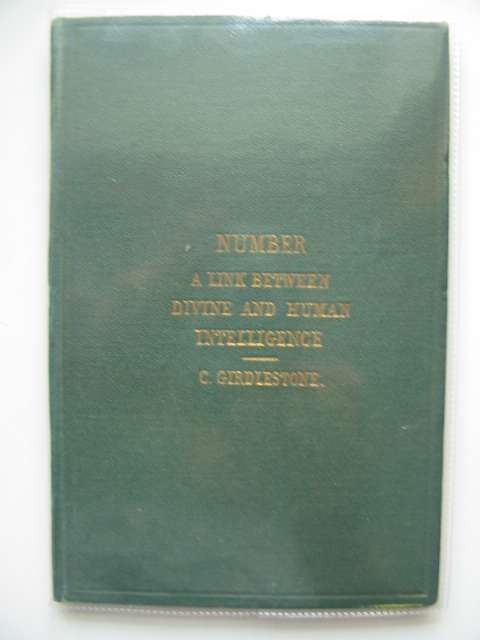 NUMBER
A LINK BETWEEN
DIVINE AND HUMAN
INTELLIGENCE
C. GIRDLESTONE.